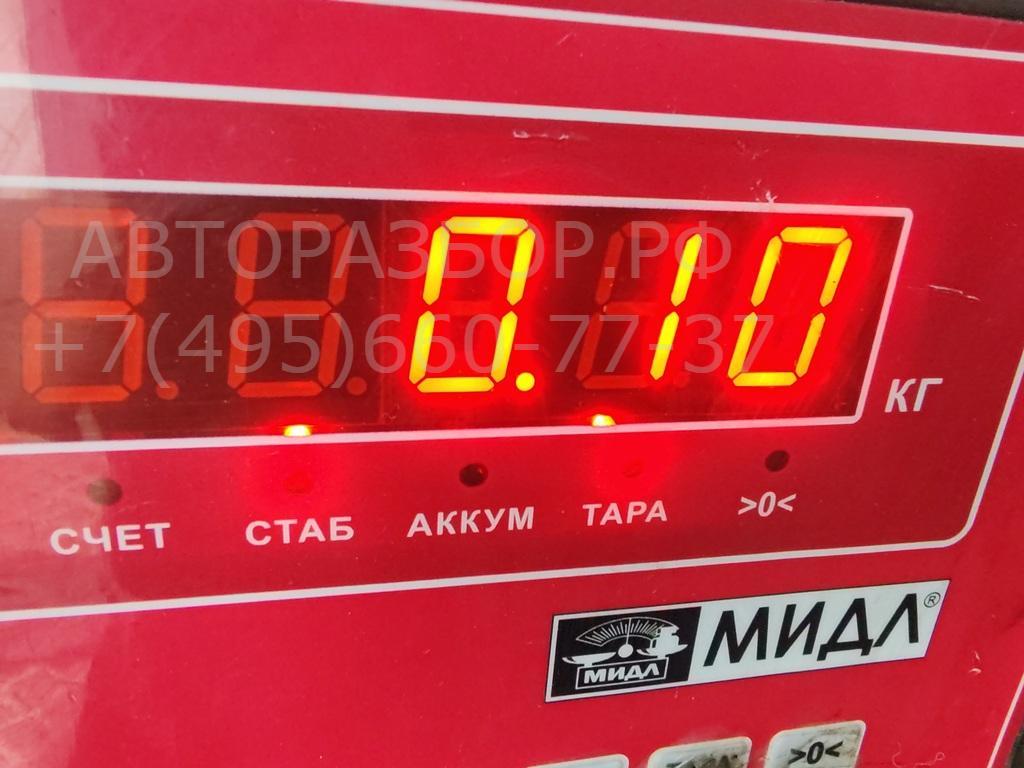 АВТОРАЗБОР.РФ
0.10
+7(495)660-77-37
КГ
СЧЕТ СТАБ АККУМ ТАРА >0<
МИДЛ МИДЛ®
>0<